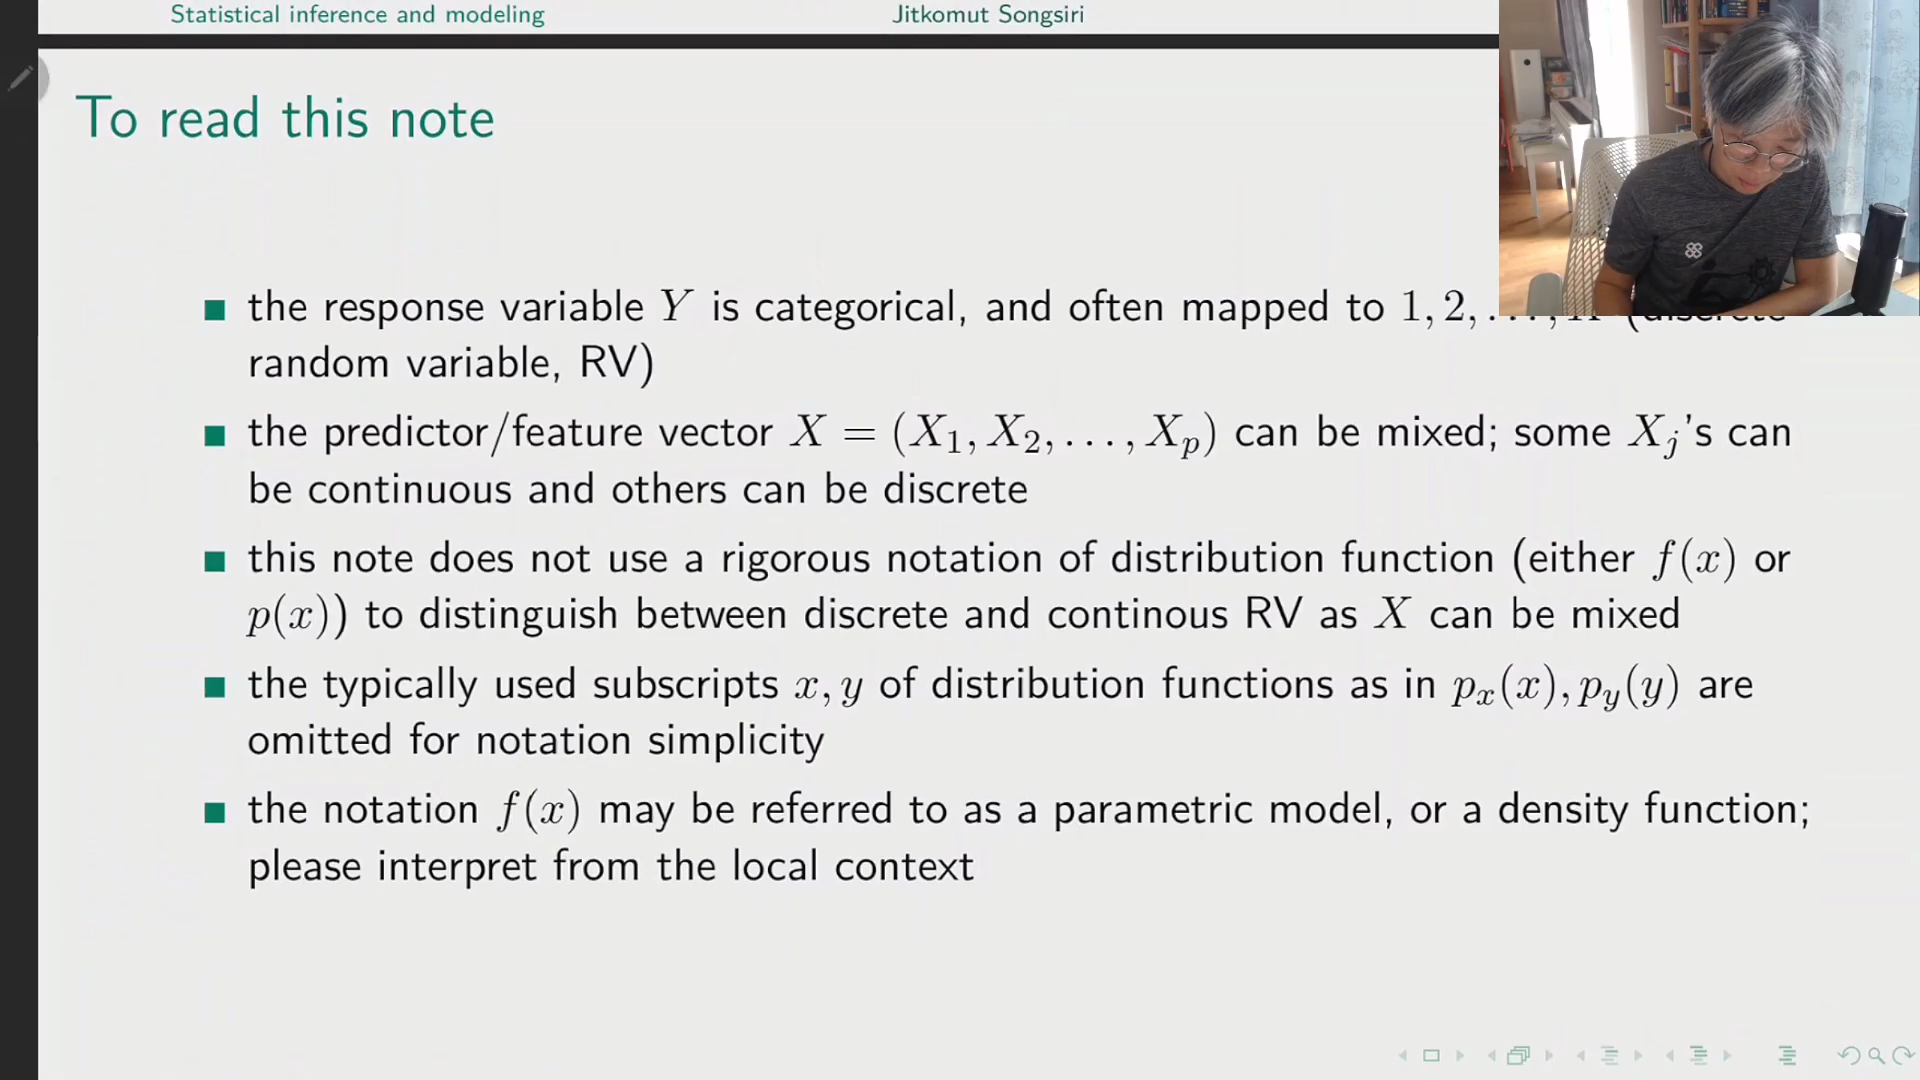 Statistical inference and modeling Jitkomut Songsiri
To read this note
■ the response variable Y is categorical, and often mapped to 1, 2, . . . , K (discrete
random variable, RV)
■ the predictor/feature vector X = (X₁, X₂, . . . , Xₚ) can be mixed; some Xⱼ's can
be continuous and others can be discrete
■ this note does not use a rigorous notation of distribution function (either f(x) or
p(x)) to distinguish between discrete and continous RV as X can be mixed
■ the typically used subscripts x, y of distribution functions as in pₓ(x), p_y(y) are
omitted for notation simplicity
■ the notation f(x) may be referred to as a parametric model, or a density function;
please interpret from the local context